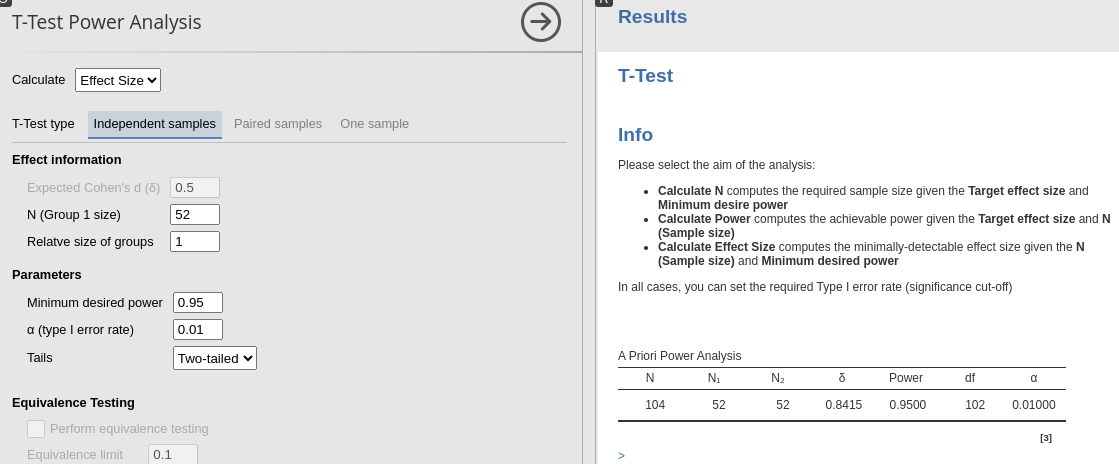 T-Test Power Analysis
Calculate Effect Size
T-Test type Independent samples Paired samples One sample
Effect information
Expected Cohen's d (δ) 0.5
N (Group 1 size) 52
Relatve size of groups 1
Parameters
Minimum desired power 0.95
α (type I error rate) 0.01
Tails Two-tailed
Equivalence Testing
Perform equivalence testing
Equivalence limit 0.1
Results
T-Test
Info
Please select the aim of the analysis:
• Calculate N computes the required sample size given the Target effect size and
Minimum desire power
• Calculate Power computes the achievable power given the Target effect size and N
(Sample size)
• Calculate Effect Size computes the minimally-detectable effect size given the N
(Sample size) and Minimum desired power
In all cases, you can set the required Type I error rate (significance cut-off)
A Priori Power Analysis
N N₁ N₂ δ Power df α
104 52 52 0.8415 0.9500 102 0.01000
[3]
>